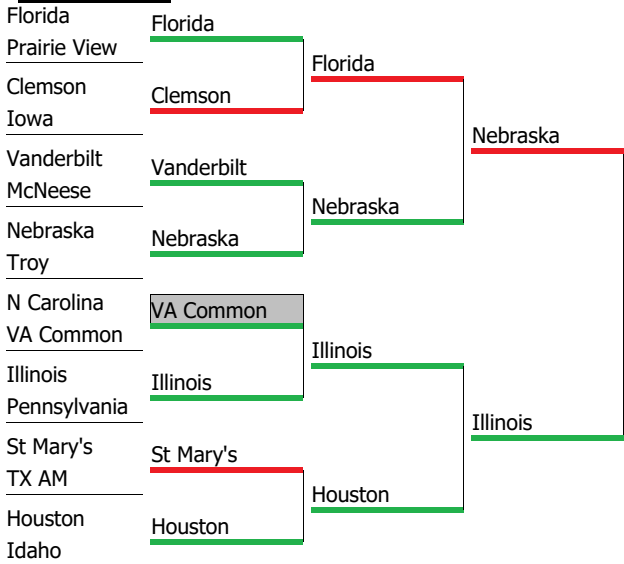 Florida
Prairie View
Clemson
Iowa
Vanderbilt
McNeese
Nebraska
Troy
N Carolina
VA Common
Illinois
Pennsylvania
St Mary's
TX AM
Houston
Idaho
Florida
Clemson
Vanderbilt
Nebraska
VA Common
Illinois
St Mary's
Houston
Florida
Nebraska
Illinois
Houston
Nebraska
Illinois